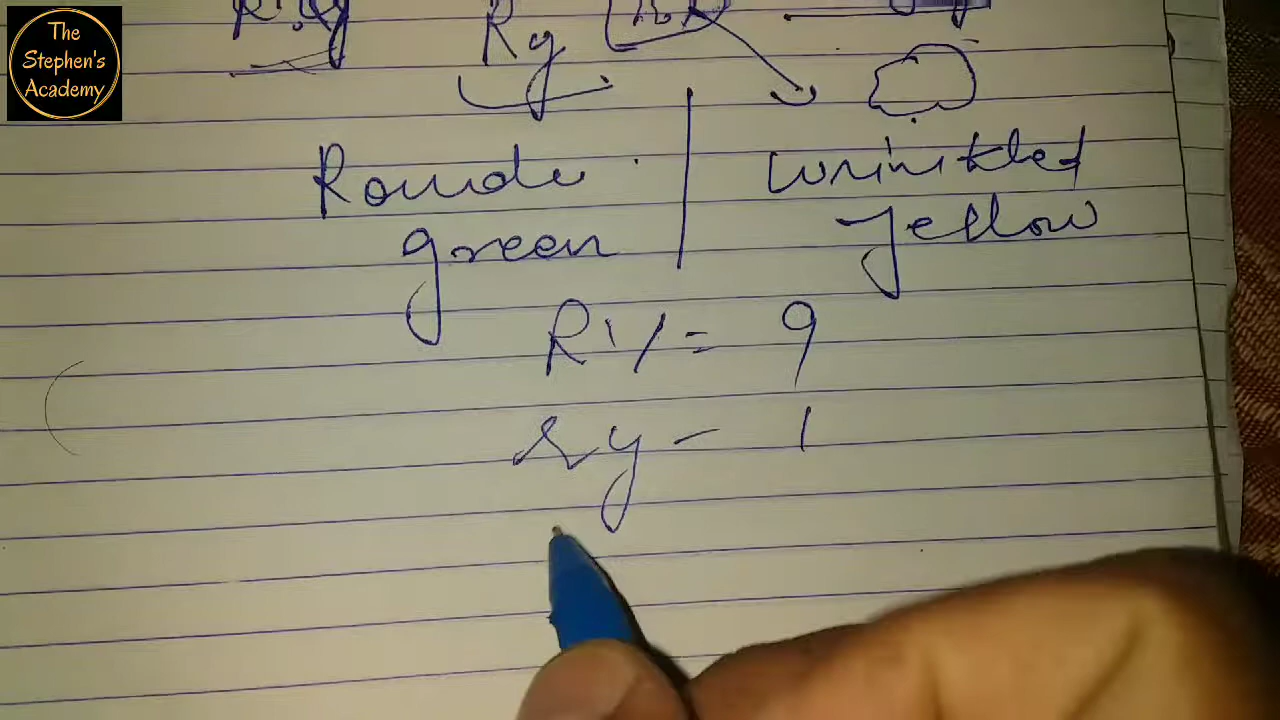 The
Stephen's
Academy
Ry
Rounde wrinkled
green yellow
RY = 9
ry - 1